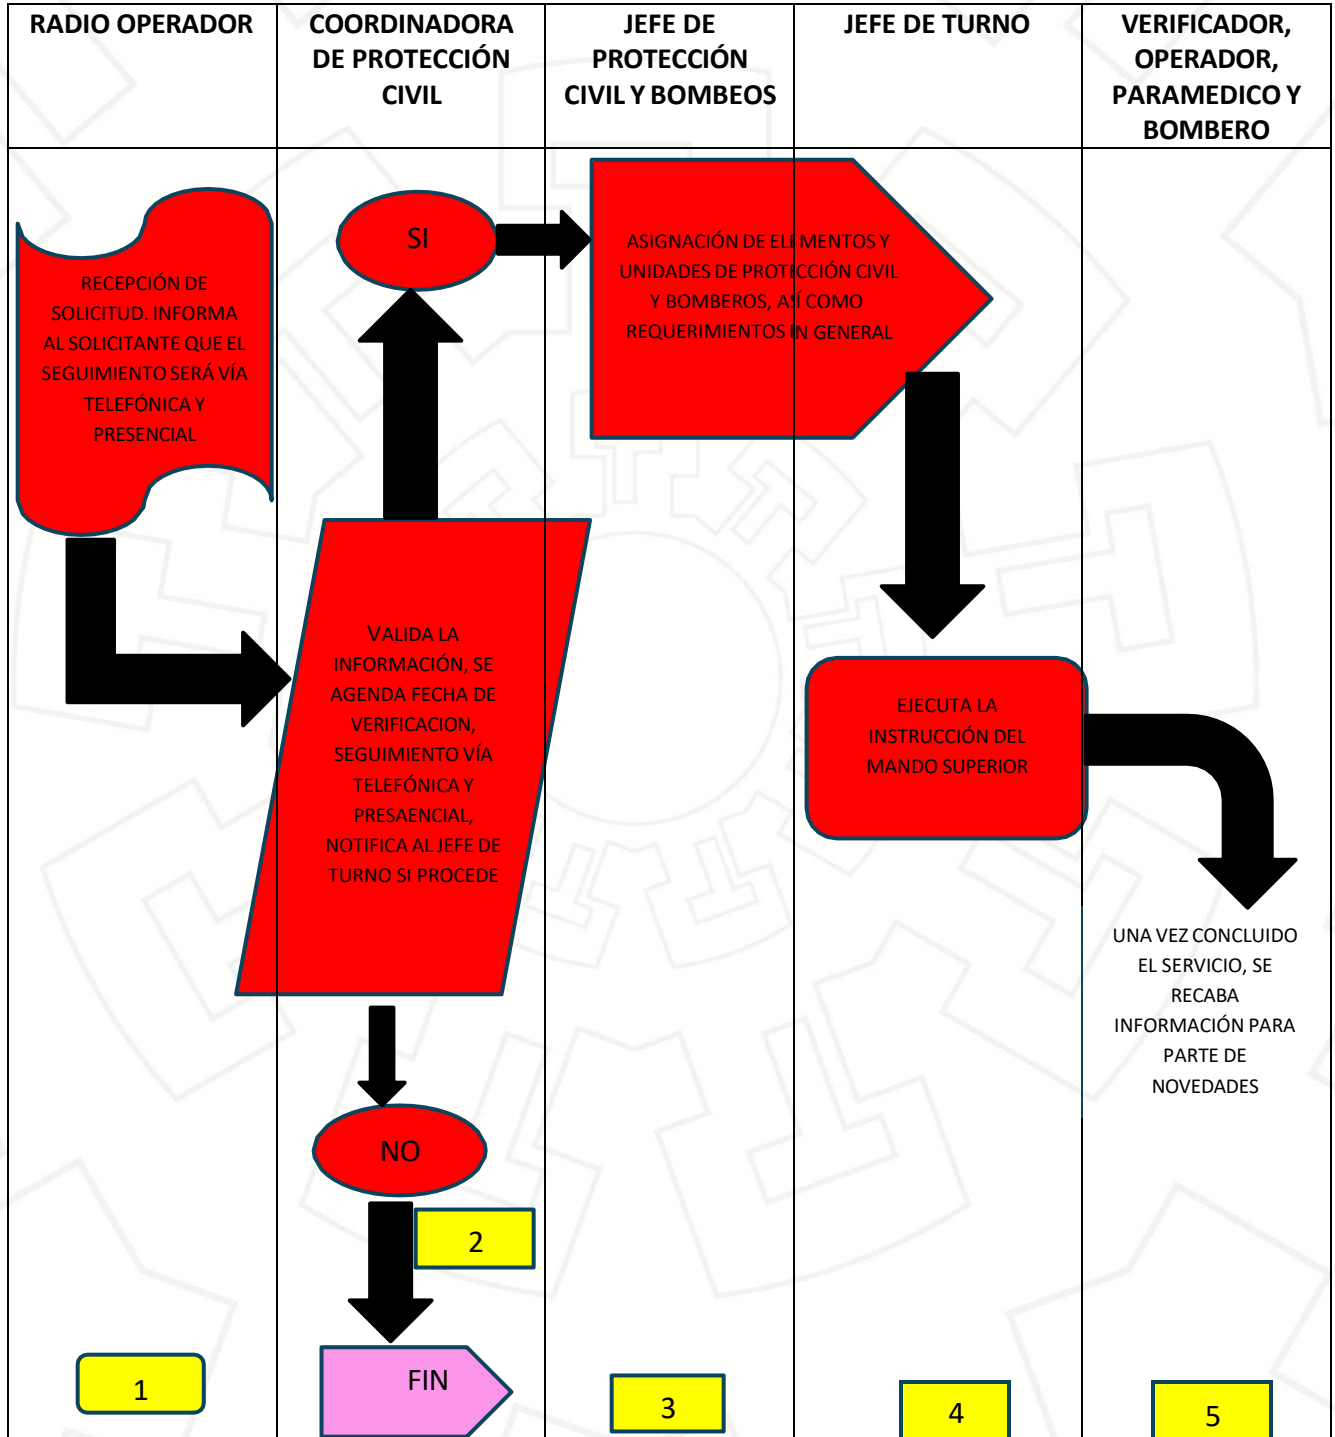 RADIO OPERADOR
COORDINADORA
DE PROTECCIÓN
CIVIL
JEFE DE
PROTECCIÓN
CIVIL Y BOMBEOS
JEFE DE TURNO
VERIFICADOR,
OPERADOR,
PARAMEDICO Y
BOMBERO
RECEPCIÓN DE
SOLICITUD. INFORMA
AL SOLICITANTE QUE EL
SEGUIMIENTO SERÁ VÍA
TELEFÓNICA Y
PRESENCIAL
SI
ASIGNACIÓN DE ELEMENTOS Y
UNIDADES DE PROTECCIÓN CIVIL
Y BOMBEROS, ASÍ COMO
REQUERIMIENTOS EN GENERAL
VALIDA LA
INFORMACIÓN, SE
AGENDA FECHA DE
VERIFICACION,
SEGUIMIENTO VÍA
TELEFÓNICA Y
PRESAENCIAL,
NOTIFICA AL JEFE DE
TURNO SI PROCEDE
EJECUTA LA
INSTRUCCIÓN DEL
MANDO SUPERIOR
UNA VEZ CONCLUIDO
EL SERVICIO, SE
RECABA
INFORMACIÓN PARA
PARTE DE
NOVEDADES
NO
2
FIN
1
3
4
5